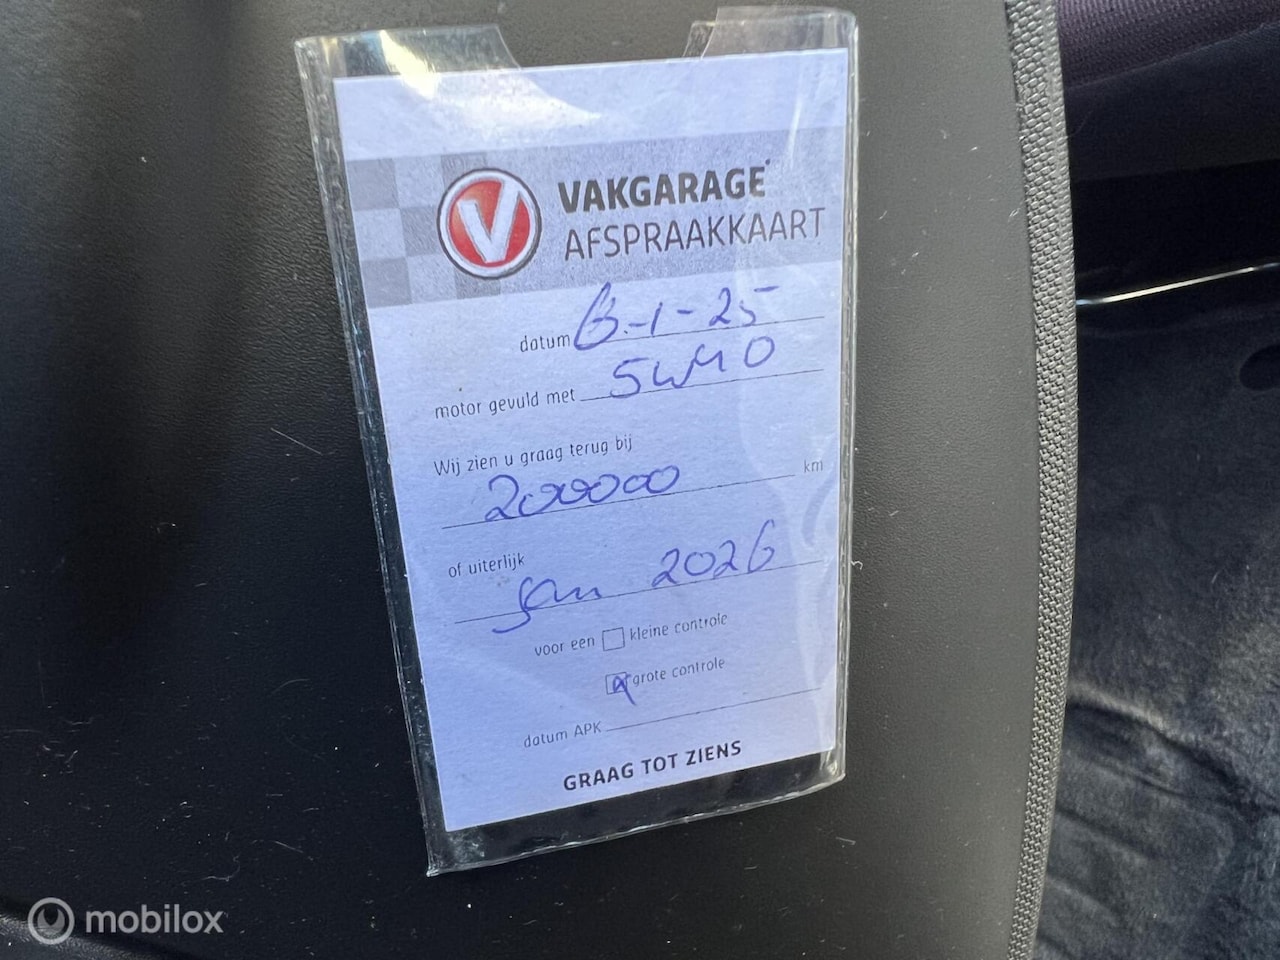 VAKGARAGE
AFSPRAAKKAART
datum 6-1-25
motor gevuld met 5W40
Wij zien u graag terug bij
200000 km
of uiterlijk
jan 2026
voor een kleine controle
grote controle
datum APK
GRAAG TOT ZIENS
mobilox